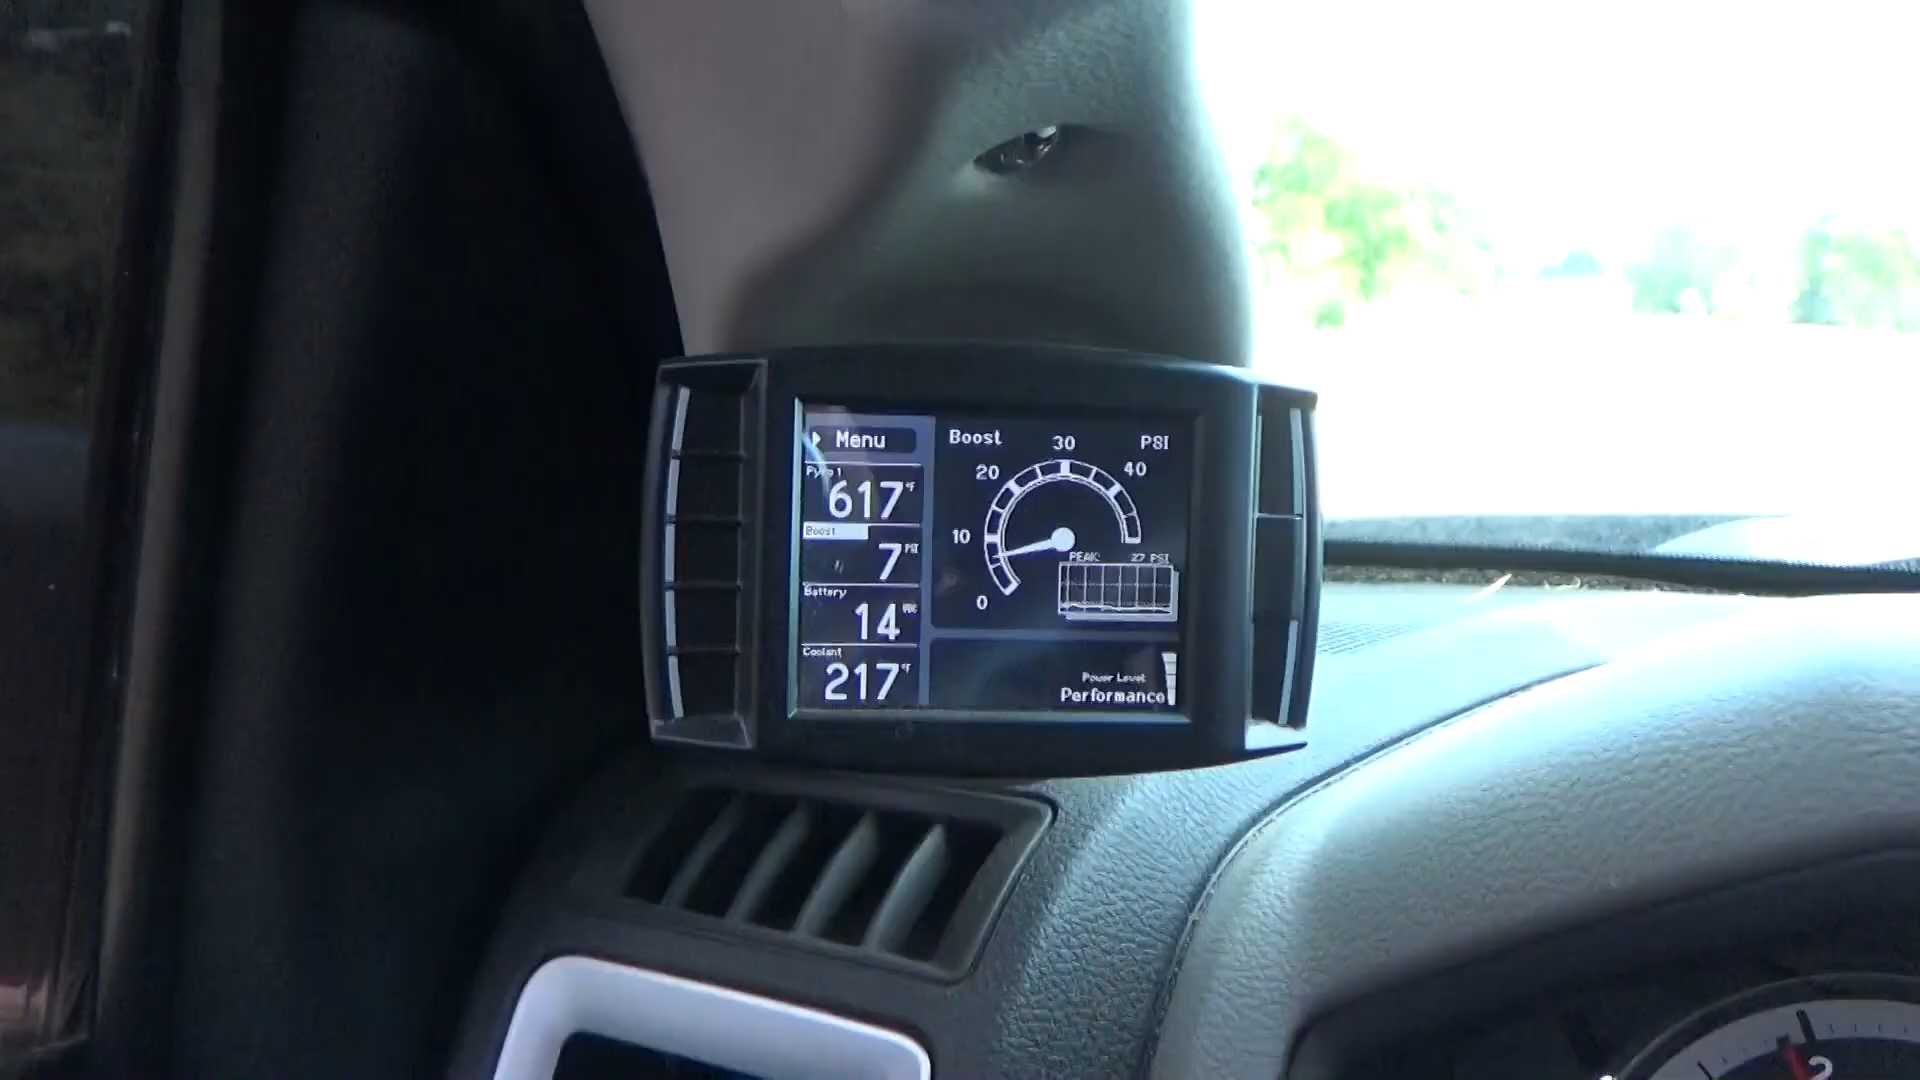 Menu
Pyro 1
617°F
Boost
7 PSI
Battery
14
Coolant
217°F
Boost
PSI
0
10
20
30
40
PEAK: 27 PSI
Power Level
Performance
2